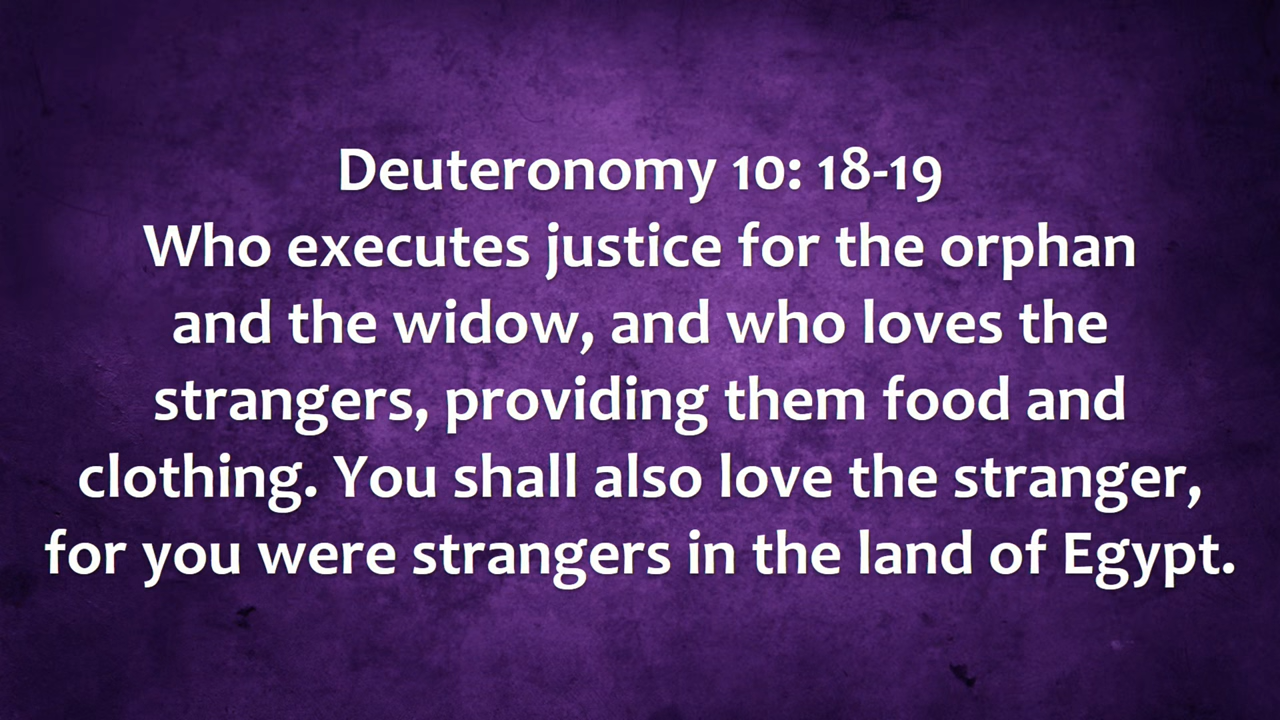 Deuteronomy 10: 18-19
Who executes justice for the orphan
and the widow, and who loves the
strangers, providing them food and
clothing. You shall also love the stranger,
for you were strangers in the land of Egypt.